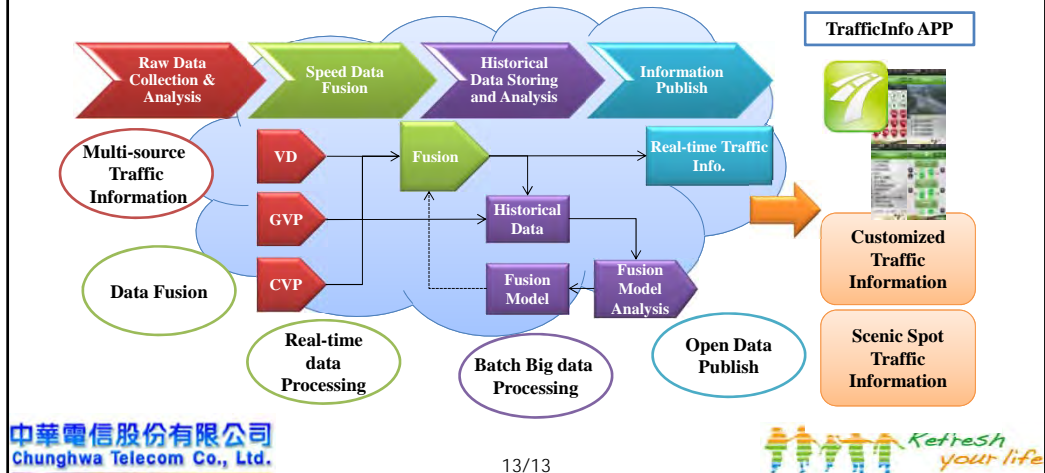 TrafficInfo APP
Raw Data
Collection &
Analysis
Speed Data
Fusion
Historical
Data Storing
and Analysis
Information
Publish
Multi-source
Traffic
Information
VD
Fusion
Real-time Traffic
Info.
GVP
Historical
Data
Customized
Traffic
Information
Data Fusion
CVP
Fusion
Model
Fusion
Model
Analysis
Real-time
data
Processing
Batch Big data
Processing
Open Data
Publish
Scenic Spot
Traffic
Information
中華電信股份有限公司
Chunghwa Telecom Co., Ltd.
13/13
Refresh
your life